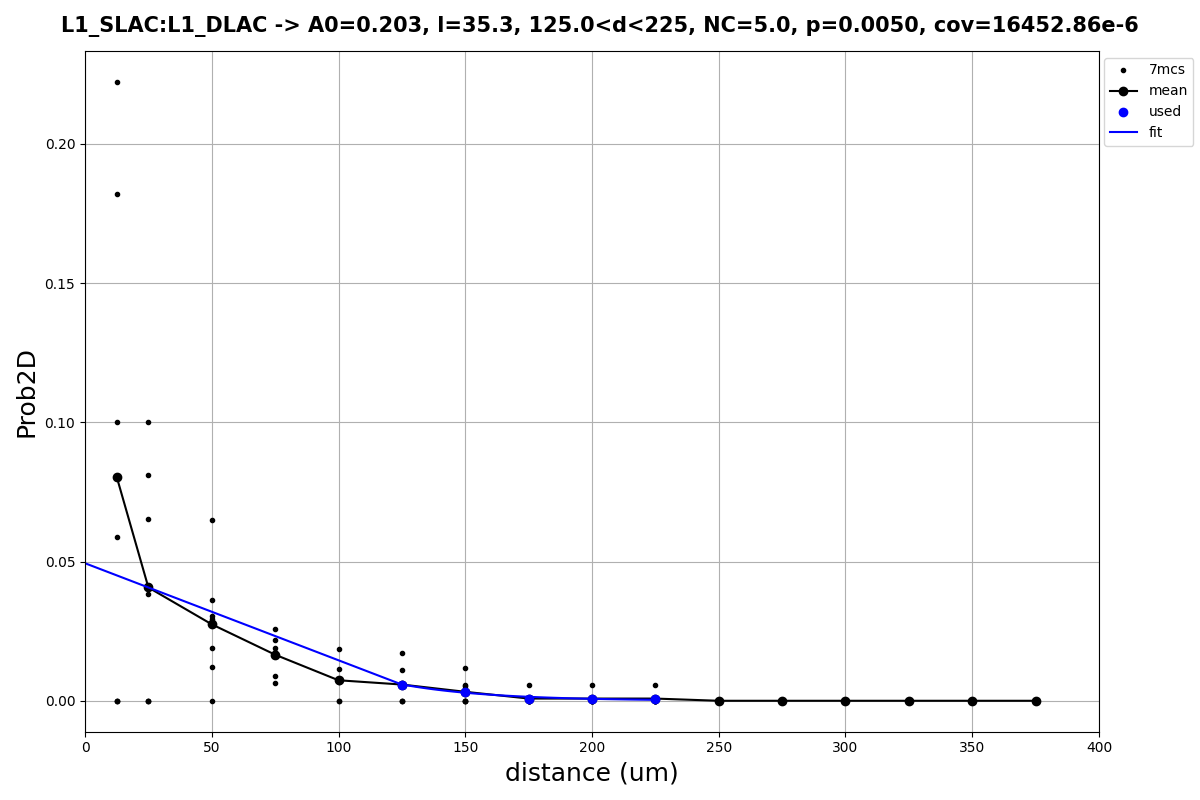 L1_SLAC:L1_DLAC -> A0=0.203, l=35.3, 125.0<d<225, NC=5.0, p=0.0050, cov=16452.86e-6
7mcs
mean
used
fit
Prob2D
0.20
0.15
0.10
0.05
0.00
0 50 100 150 200 250 300 350 400
distance (um)